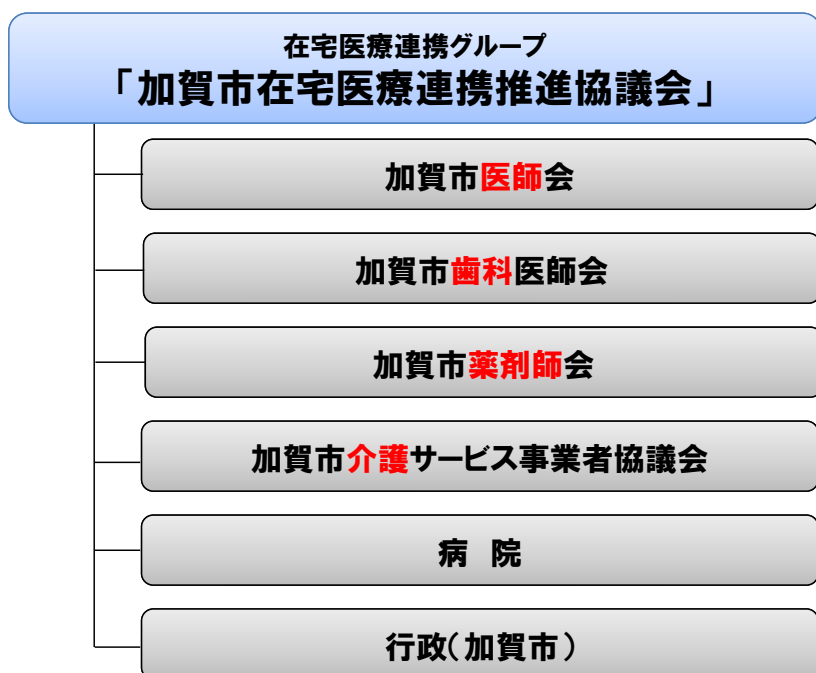 在宅医療連携グループ
「加賀市在宅医療連携推進協議会」
加賀市医師会
加賀市歯科医師会
加賀市薬剤師会
加賀市介護サービス事業者協議会
病 院
行政(加賀市)